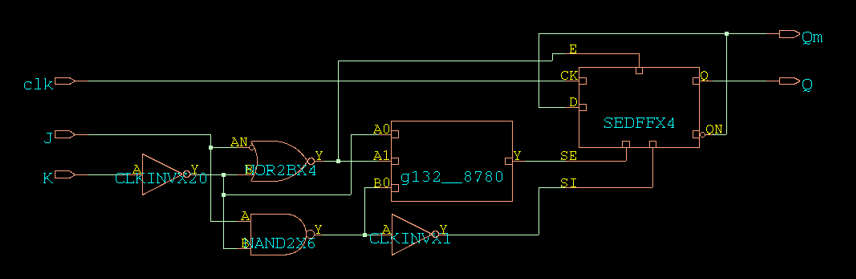 Qm
E
clk
CK
Q
Q
D
SEDFFX4
QN
J
A0
AN
Y
A1
Y
SE
NOR2BX4
B
K
A
Y
CLKINVX20
g132__8780
B0
SI
A
Y
A
Y
B
NAND2X6
CLKINVX1